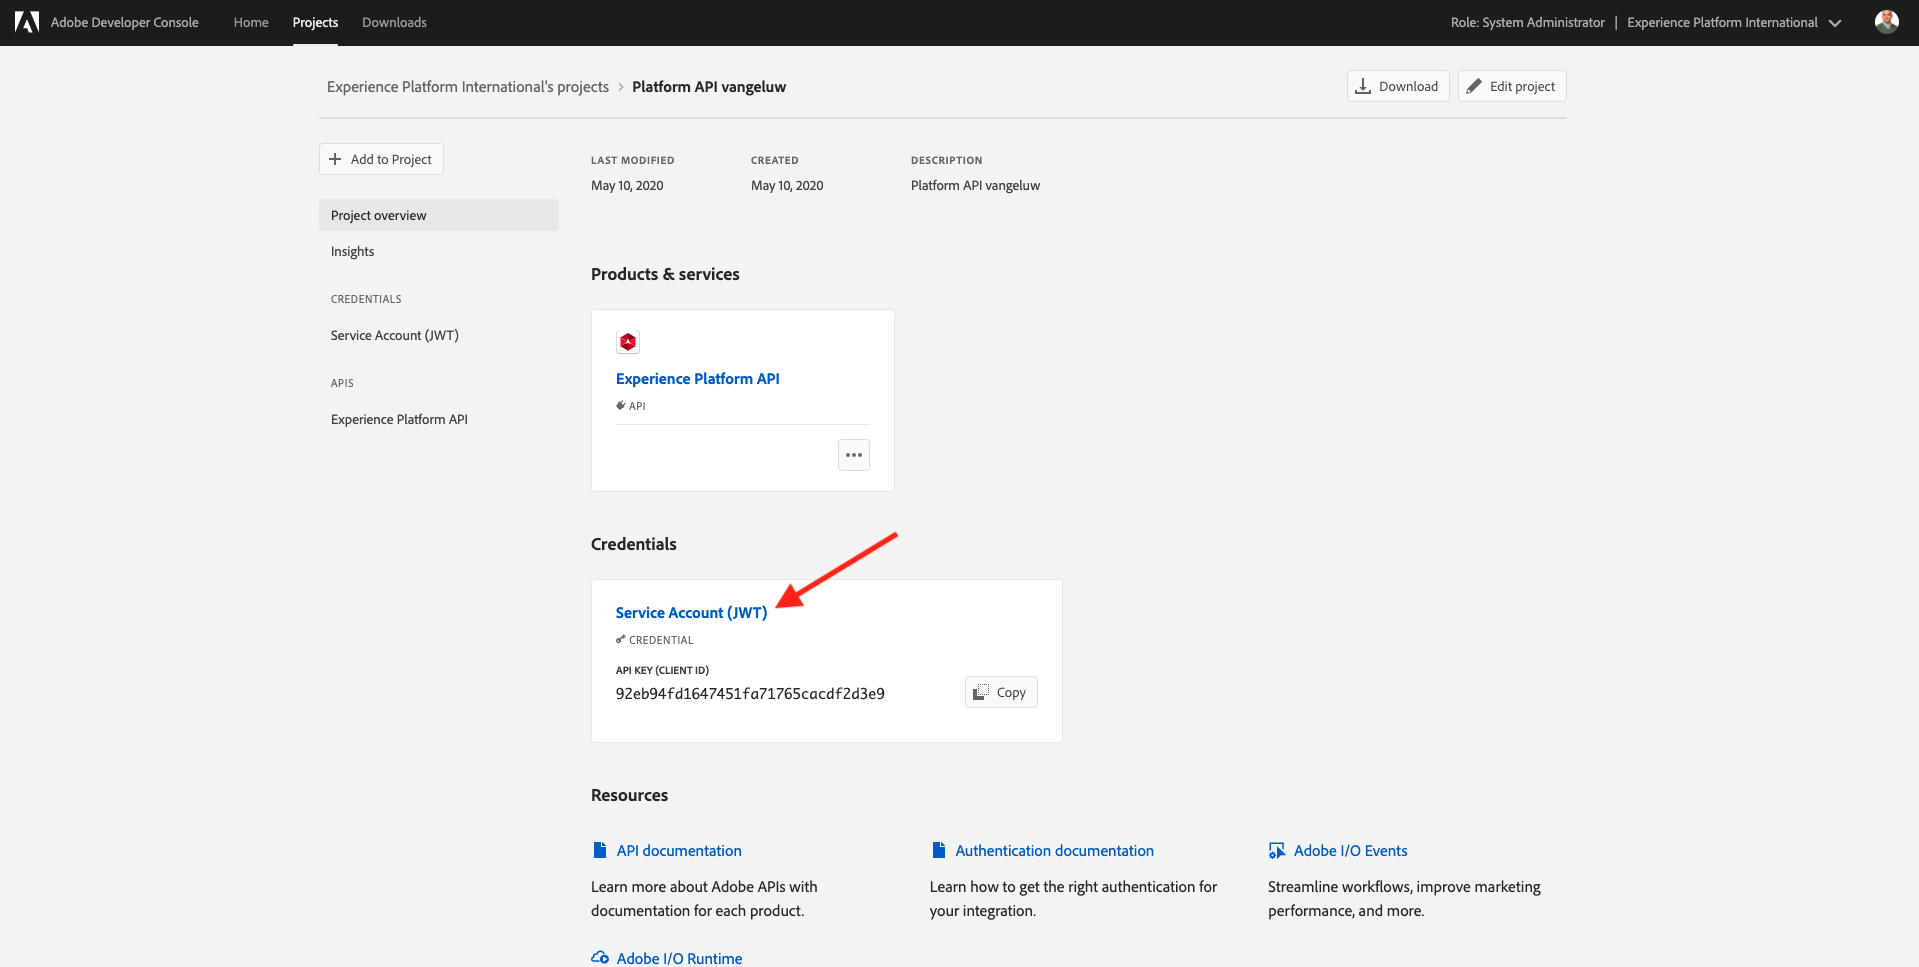 Adobe Developer Console Home Projects Downloads Role: System Administrator | Experience Platform International
Experience Platform International's projects > Platform API vangeluw Download Edit project
Add to Project
Project overview
Insights
CREDENTIALS
Service Account (JWT)
APIS
Experience Platform API
LAST MODIFIED CREATED DESCRIPTION
May 10, 2020 May 10, 2020 Platform API vangeluw
Products & services
Experience Platform API
API
Credentials
Service Account (JWT)
CREDENTIAL
API KEY (CLIENT ID)
92eb94fd1647451fa71765cacdf2d3e9 Copy
Resources
API documentation
Learn more about Adobe APIs with
documentation for each product.
Authentication documentation
Learn how to get the right authentication for
your integration.
Adobe I/O Events
Streamline workflows, improve marketing
performance, and more.
Adobe I/O Runtime